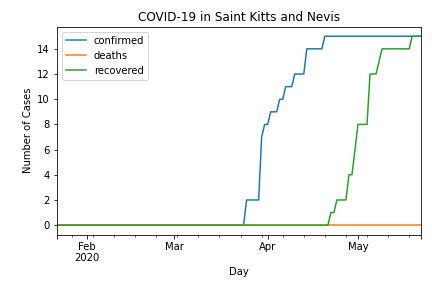 COVID-19 in Saint Kitts and Nevis
confirmed
deaths
recovered
Number of Cases
14
12
10
8
6
4
2
0
Feb
2020
Mar
Apr
May
Day